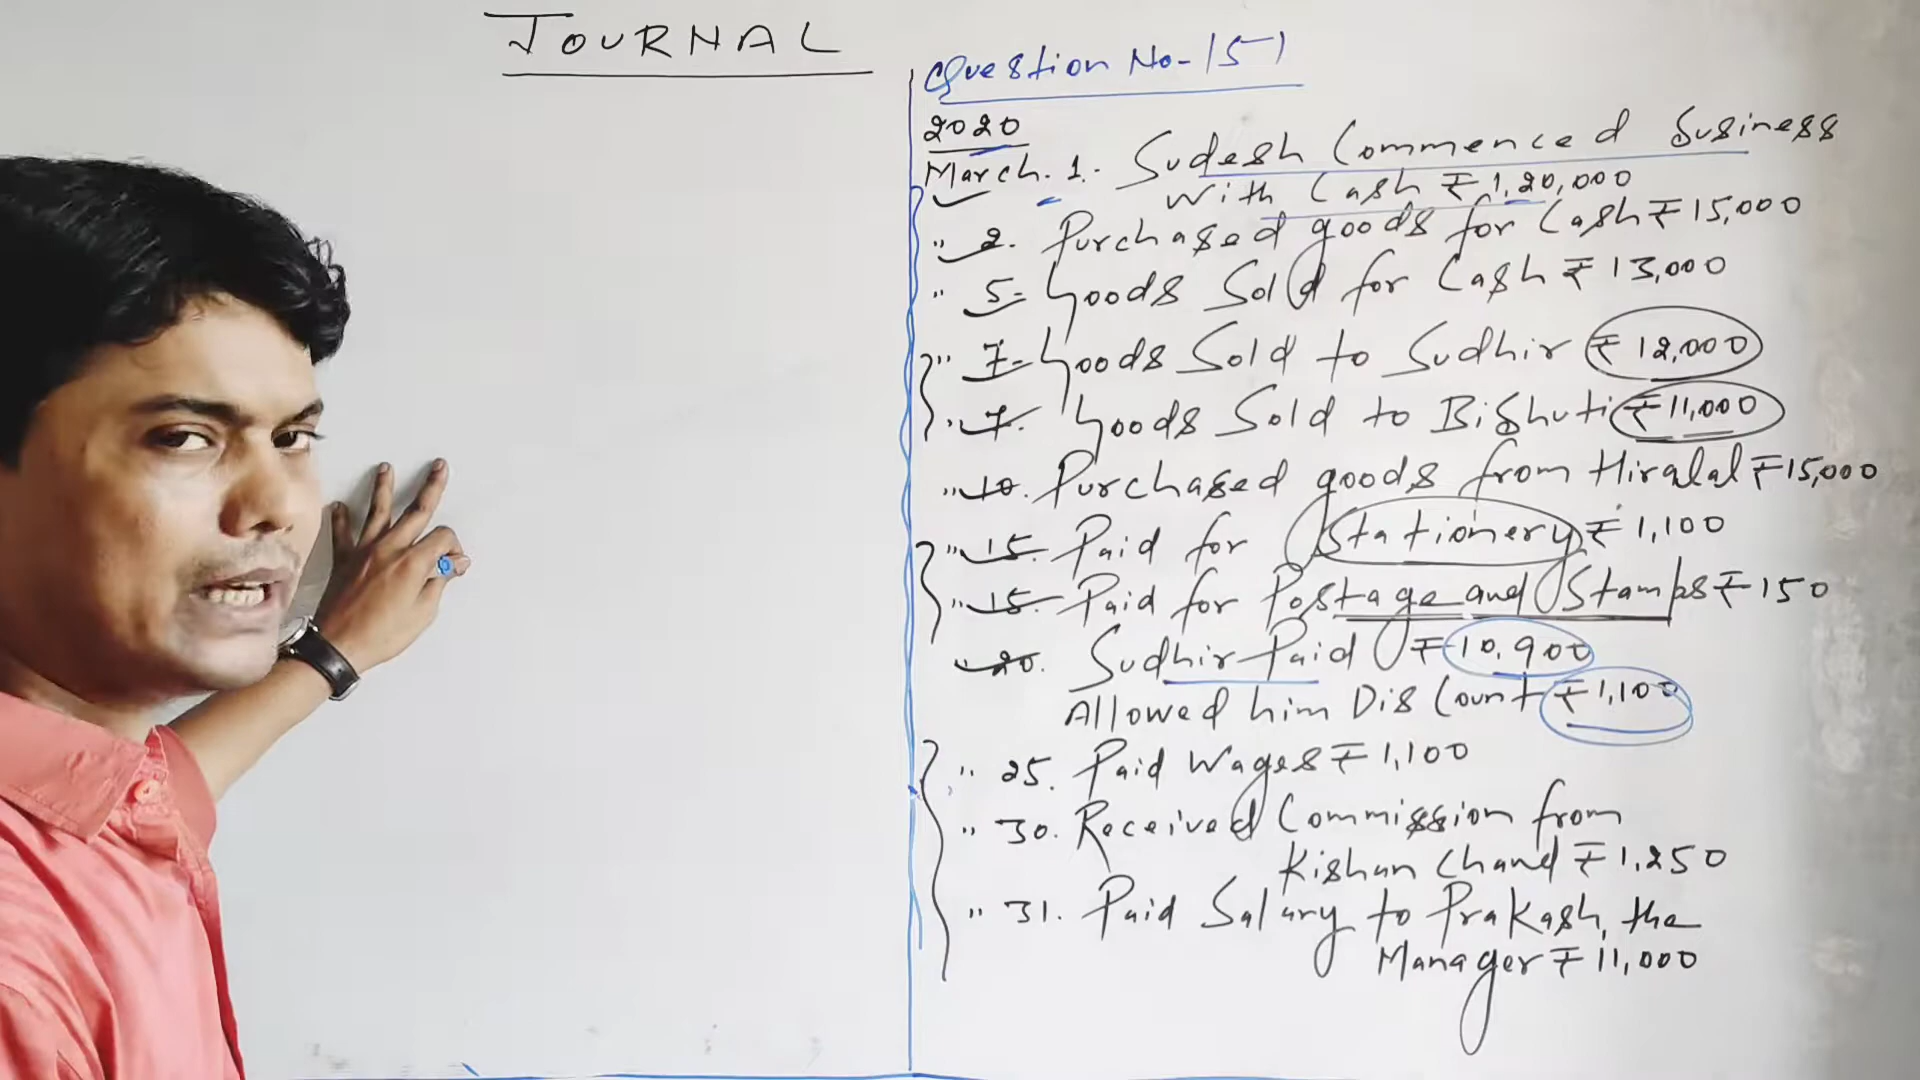 JOURNAL
Question No-15
2020
March. 1. Sudesh Commenced Business
With Cash ₹ 1,20,000
" 2. Purchased goods for Cash ₹ 15,000
" 5- Goods Sold for Cash ₹ 13,000
" 7- Goods Sold to Sudhir ₹ 12,000
" 7. Goods Sold to Bibhuti ₹ 11,000
" 10. Purchased goods from Hiralal ₹ 15,000
" 15- Paid for Stationery ₹ 1,100
" 15- Paid for Postage and Stamps ₹ 150
" 20. Sudhir Paid ₹ 10,900
Allowed him Discount ₹ 1,100
" 25. Paid Wages ₹ 1,100
" 30. Received Commission from
Kishan Chand ₹ 1,250
" 31. Paid Salary to Prakash, the
Manager ₹ 11,000